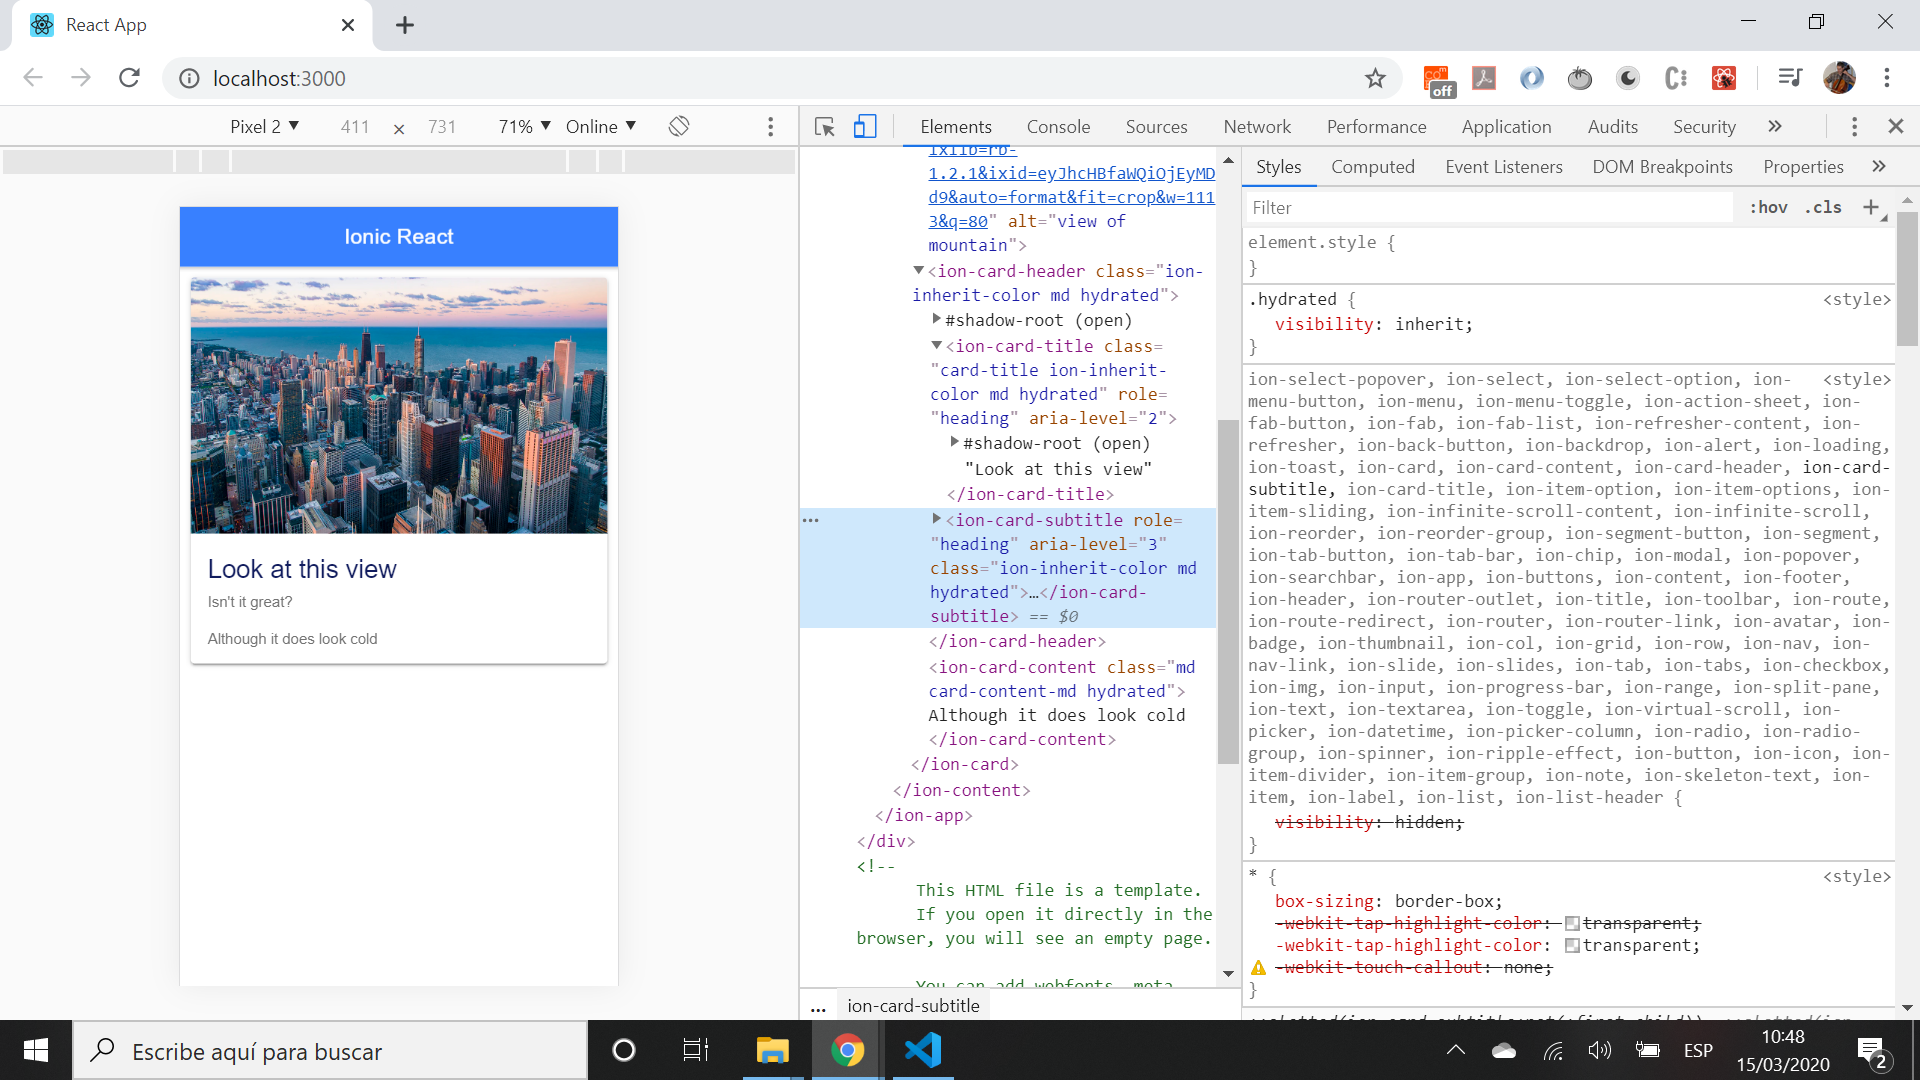 React App
localhost:3000
off
Pixel 2 411 × 731 71% Online
Elements Console Sources Network Performance Application Audits Security
Ionic React
Look at this view
Isn't it great?
Although it does look cold
ixlib=rb-
1.2.1&ixid=eyJhcHBfaWQiOjEyMD
d9&auto=format&fit=crop&w=111
3&q=80" alt="view of
mountain">
<ion-card-header class="ion-
inherit-color md hydrated">
#shadow-root (open)
<ion-card-title class=
"card-title ion-inherit-
color md hydrated" role=
"heading" aria-level="2">
#shadow-root (open)
"Look at this view"
</ion-card-title>
<ion-card-subtitle role=
"heading" aria-level="3"
class="ion-inherit-color md
hydrated">…</ion-card-
subtitle> == $0
</ion-card-header>
<ion-card-content class="md
card-content-md hydrated">
Although it does look cold
</ion-card-content>
</ion-card>
</ion-content>
</ion-app>
</div>
<!--
This HTML file is a template.
If you open it directly in the
browser, you will see an empty page.
You can add webfonts, meta
... ion-card-subtitle
Styles Computed Event Listeners DOM Breakpoints Properties
Filter :hov .cls +
element.style {
}
.hydrated { <style>
visibility: inherit;
}
ion-select-popover, ion-select, ion-select-option, ion- <style>
menu-button, ion-menu, ion-menu-toggle, ion-action-sheet, ion-
fab-button, ion-fab, ion-fab-list, ion-refresher-content, ion-
refresher, ion-back-button, ion-backdrop, ion-alert, ion-loading,
ion-toast, ion-card, ion-card-content, ion-card-header, ion-card-
subtitle, ion-card-title, ion-item-option, ion-item-options, ion-
item-sliding, ion-infinite-scroll-content, ion-infinite-scroll,
ion-reorder, ion-reorder-group, ion-segment-button, ion-segment,
ion-tab-button, ion-tab-bar, ion-chip, ion-modal, ion-popover,
ion-searchbar, ion-app, ion-buttons, ion-content, ion-footer,
ion-header, ion-router-outlet, ion-title, ion-toolbar, ion-route,
ion-route-redirect, ion-router, ion-router-link, ion-avatar, ion-
badge, ion-thumbnail, ion-col, ion-grid, ion-row, ion-nav, ion-
nav-link, ion-slide, ion-slides, ion-tab, ion-tabs, ion-checkbox,
ion-img, ion-input, ion-progress-bar, ion-range, ion-split-pane,
ion-text, ion-textarea, ion-toggle, ion-virtual-scroll, ion-
picker, ion-datetime, ion-picker-column, ion-radio, ion-radio-
group, ion-spinner, ion-ripple-effect, ion-button, ion-icon, ion-
item-divider, ion-item-group, ion-note, ion-skeleton-text, ion-
item, ion-label, ion-list, ion-list-header {
visibility: hidden;
}
* { <style>
box-sizing: border-box;
-webkit-tap-highlight-color: transparent;
-webkit-tap-highlight-color: transparent;
-webkit-touch-callout: none;
}
Escribe aquí para buscar
ESP
10:48
15/03/2020
2